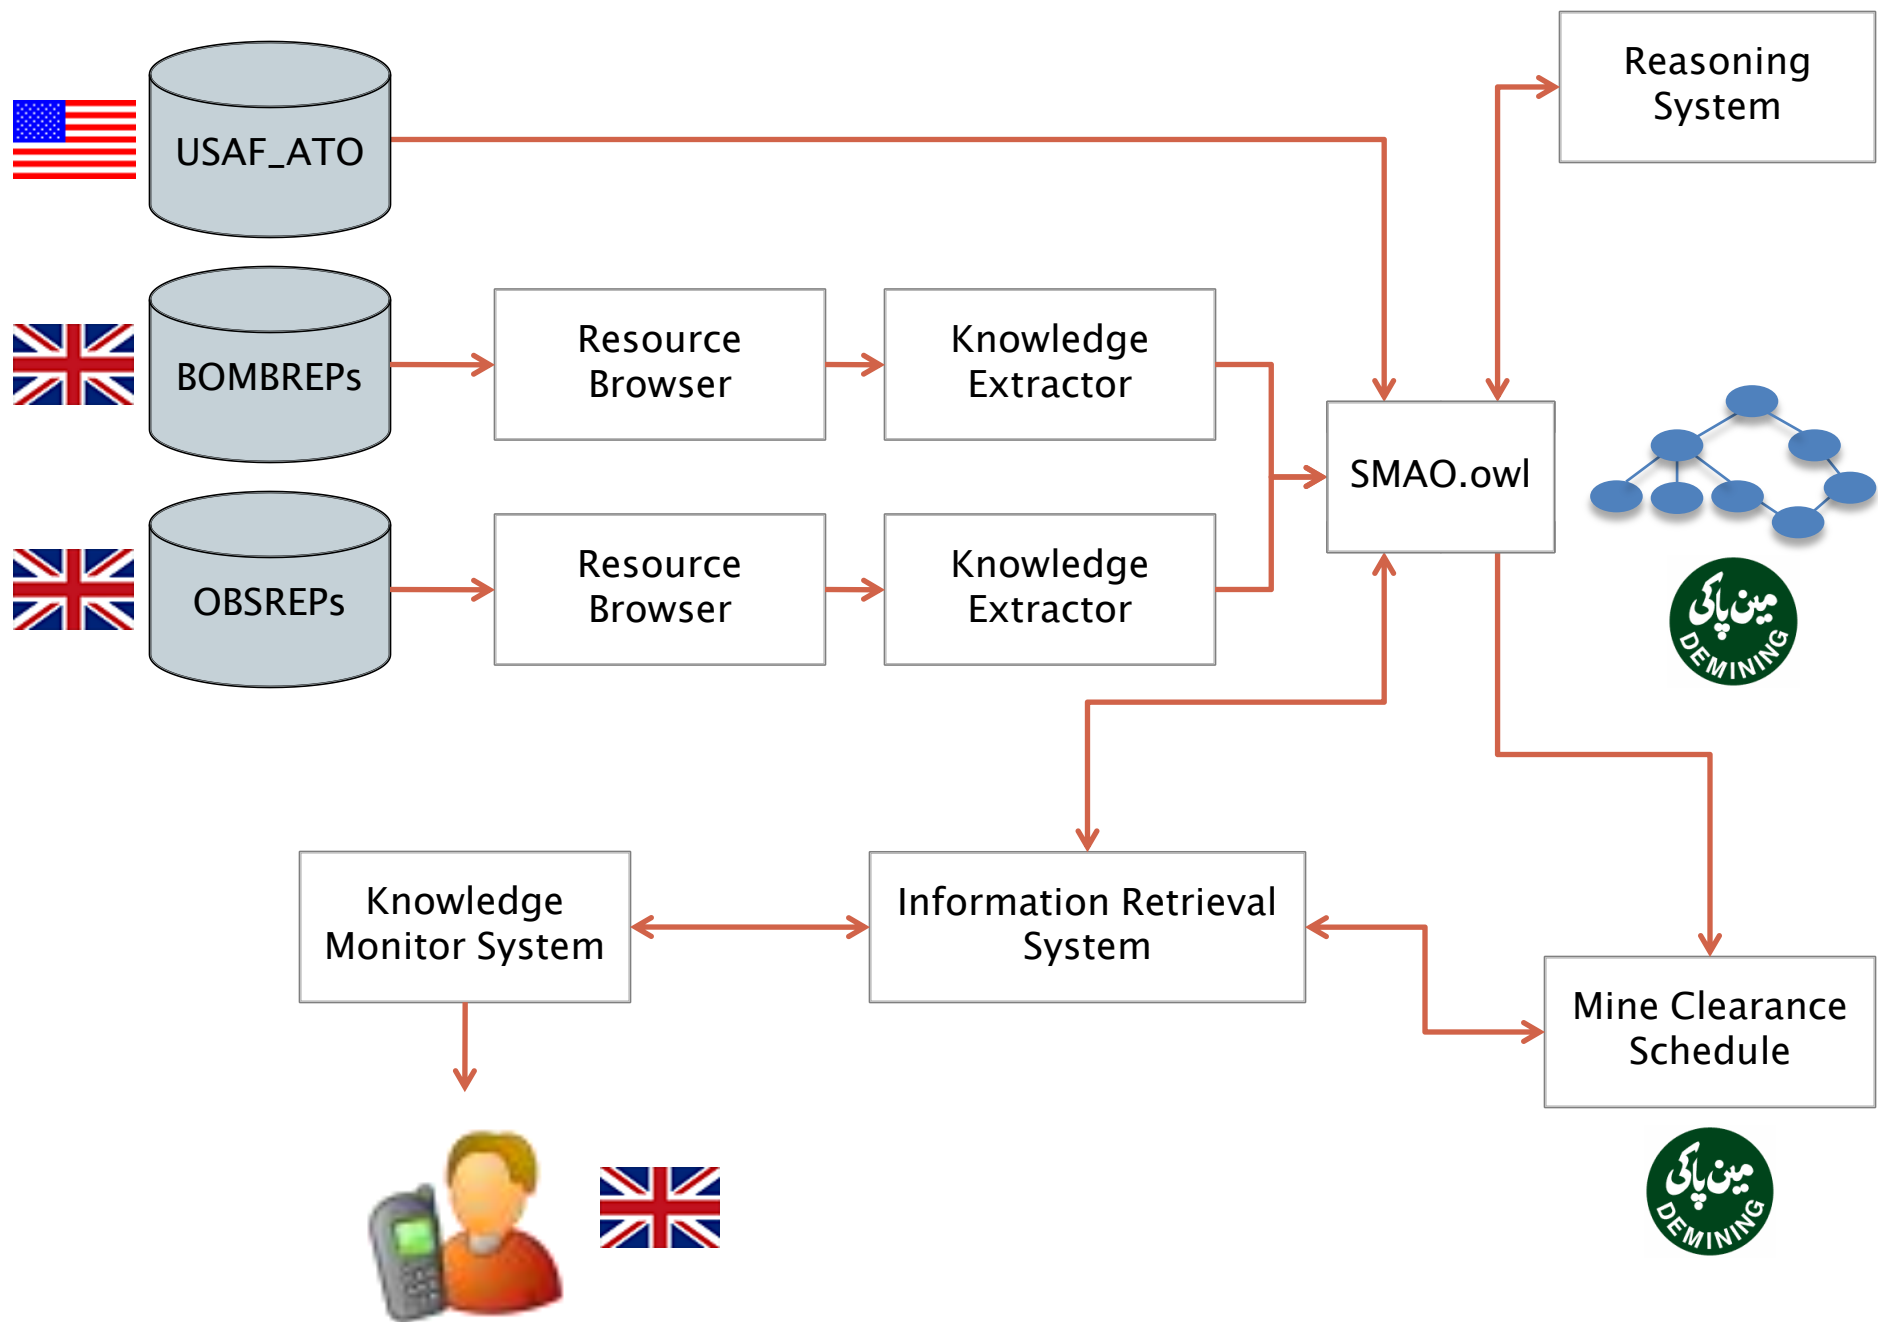 Reasoning
System
USAF_ATO
BOMBREPs
Resource
Browser
Knowledge
Extractor
SMAO.owl
OBSREPs
Resource
Browser
Knowledge
Extractor
مین پاکی
DEMINING
Knowledge
Monitor System
Information Retrieval
System
Mine Clearance
Schedule
مین پاکی
DEMINING